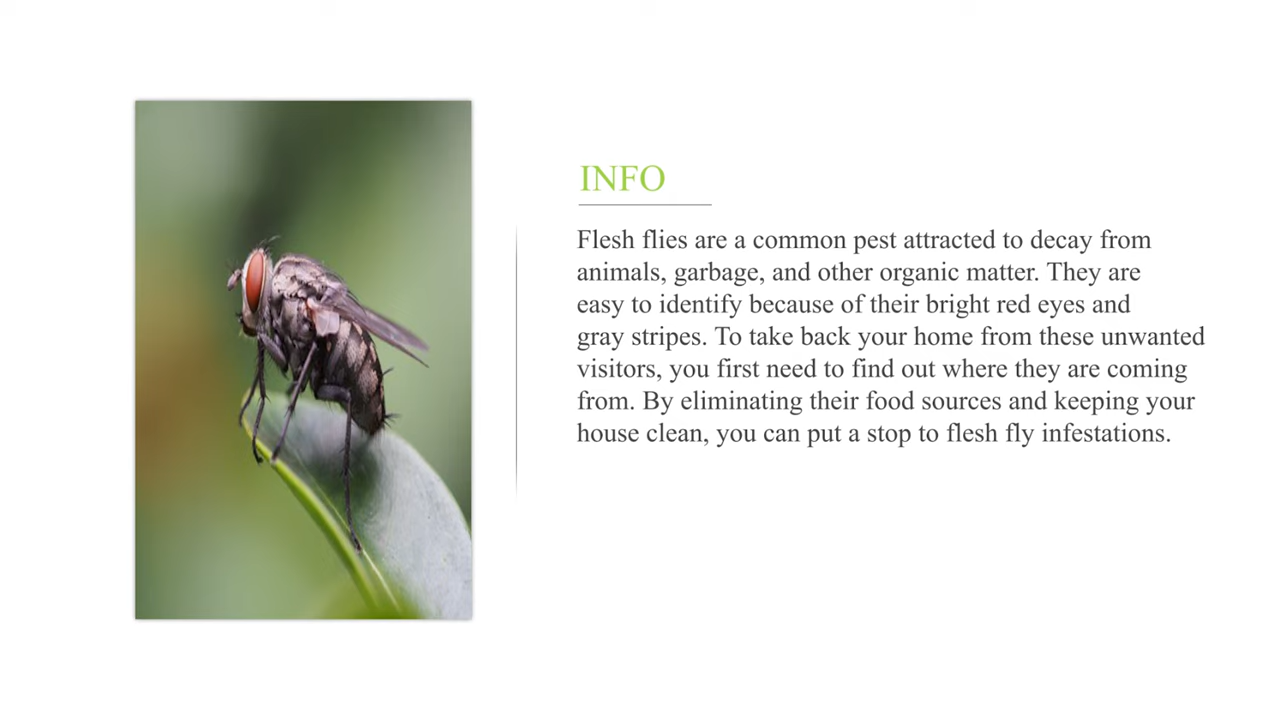 INFO
Flesh flies are a common pest attracted to decay from
animals, garbage, and other organic matter. They are
easy to identify because of their bright red eyes and
gray stripes. To take back your home from these unwanted
visitors, you first need to find out where they are coming
from. By eliminating their food sources and keeping your
house clean, you can put a stop to flesh fly infestations.